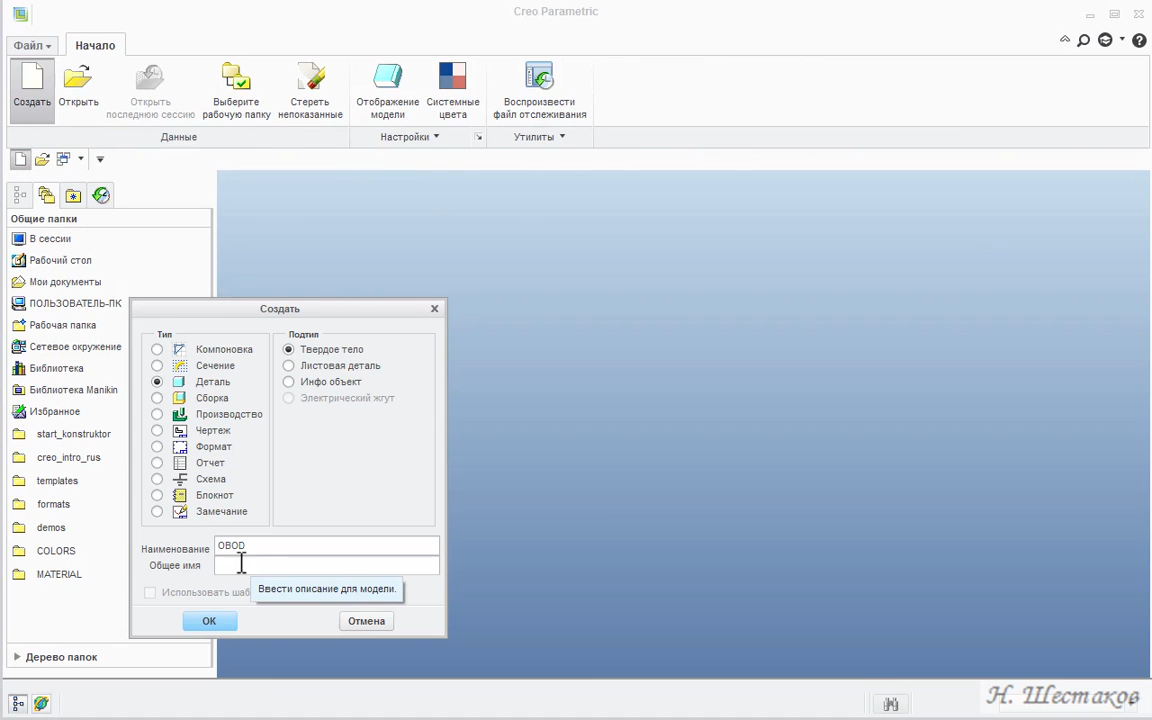 Creo Parametric
Файл
Начало
Создать
Открыть
Открыть последнюю сессию
Выберите рабочую папку
Стереть непоказанные
Отображение модели
Системные цвета
Воспроизвести файл отслеживания
Данные
Настройки
Утилиты
Общие папки
В сессии
Рабочий стол
Мои документы
ПОЛЬЗОВАТЕЛЬ-ПК
Рабочая папка
Сетевое окружение
Библиотека
Библиотека Manikin
Избранное
start_konstruktor
creo_intro_rus
templates
formats
demos
COLORS
MATERIAL
Дерево папок
Создать
Тип
Компоновка
Сечение
Деталь
Сборка
Производство
Чертеж
Формат
Отчет
Схема
Блокнот
Замечание
Подтип
Твердое тело
Листовая деталь
Инфо объект
Электрический жгут
Наименование
OBOD
Общее имя
Использовать шаб
Ввести описание для модели.
ОК
Отмена
Н. Шестаков